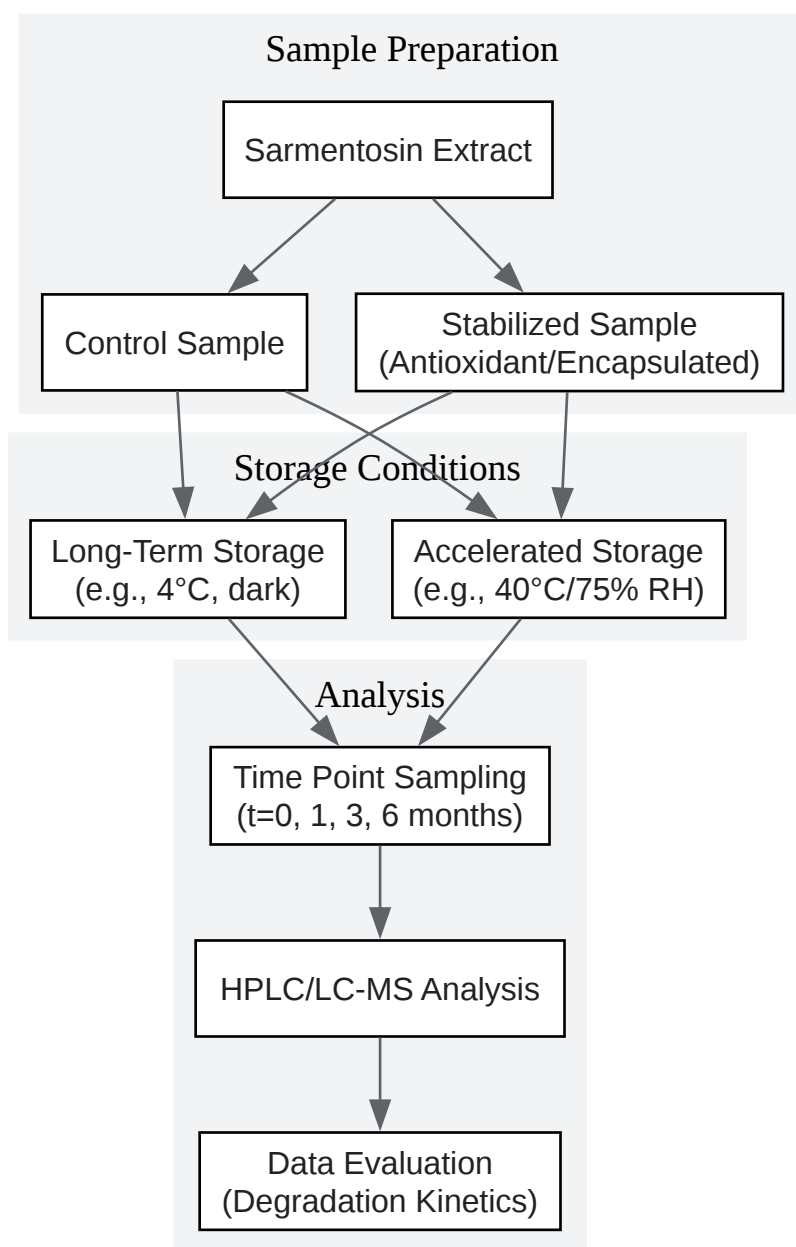 Sample Preparation
Sarmentosin Extract
Control Sample
Stabilized Sample
(Antioxidant/Encapsulated)
Storage Conditions
Long-Term Storage
(e.g., 4°C, dark)
Accelerated Storage
(e.g., 40°C/75% RH)
Analysis
Time Point Sampling
(t=0, 1, 3, 6 months)
HPLC/LC-MS Analysis
Data Evaluation
(Degradation Kinetics)